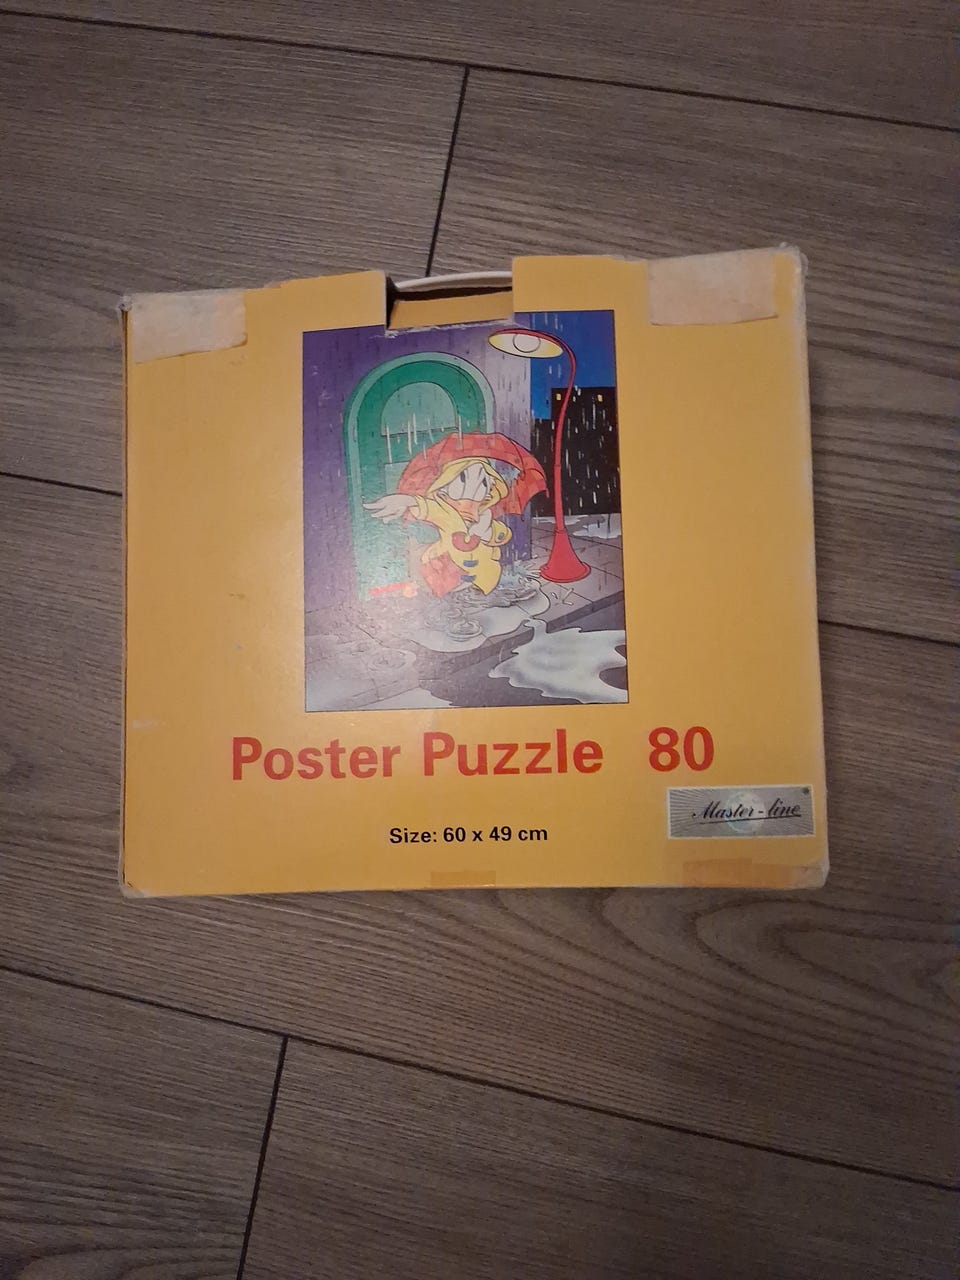 Poster Puzzle 80
Master-line®
Size: 60 x 49 cm